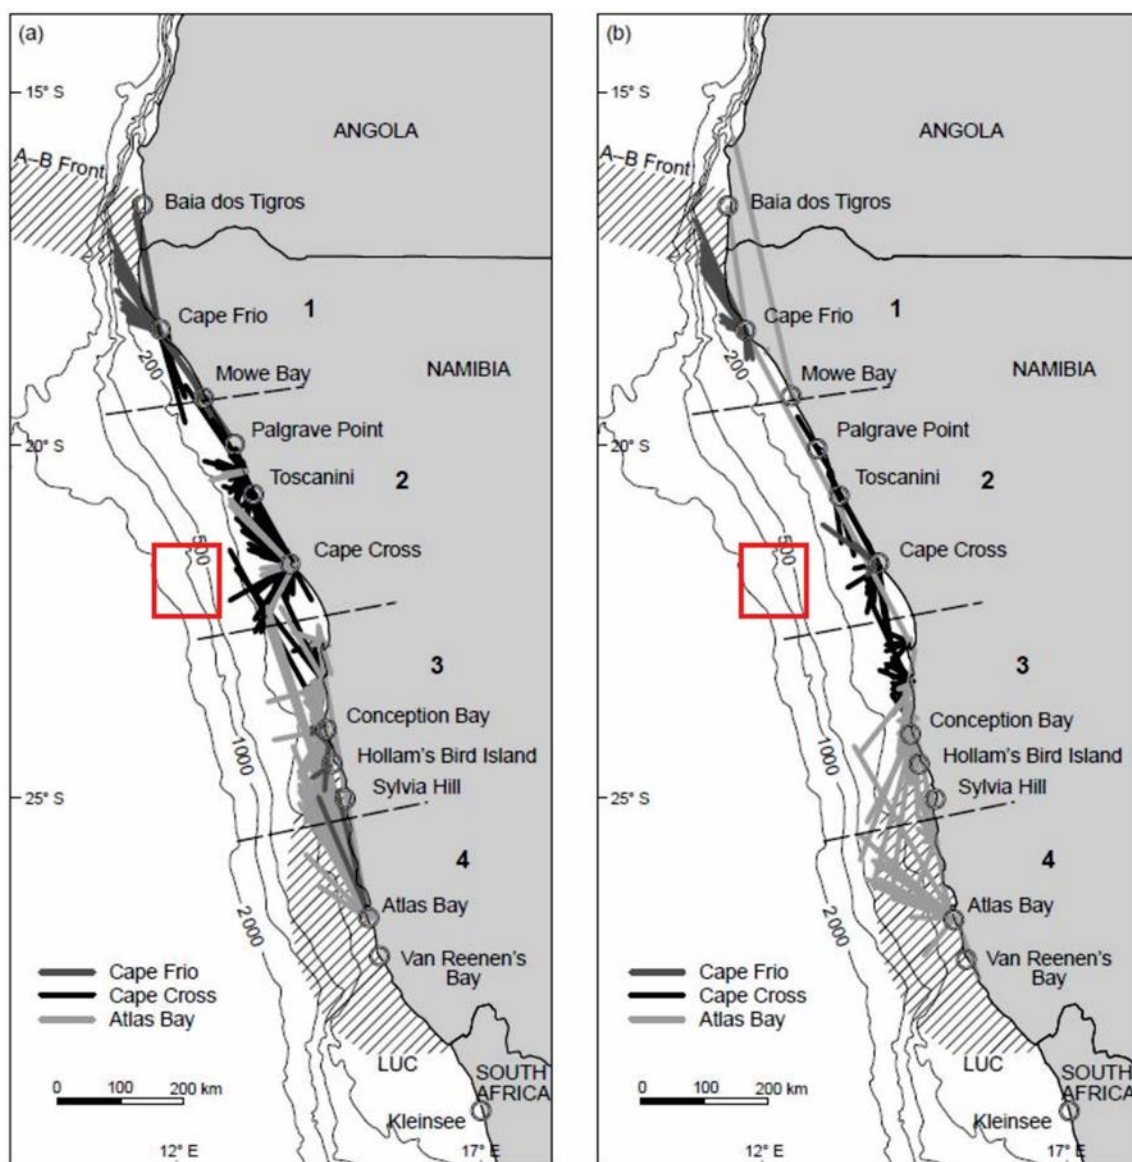 (a)
15° S
ANGOLA
A–B Front
Baia dos Tigros
Cape Frio
1
200
Mowe Bay
NAMIBIA
20° S
Palgrave Point
Toscanini
2
500
Cape Cross
3
Conception Bay
1000
Hollam's Bird Island
Sylvia Hill
25° S
4
2 000
Atlas Bay
Van Reenen's
Bay
Cape Frio
Cape Cross
Atlas Bay
LUC
0 100 200 km
SOUTH
AFRICA
Kleinsee
12° E
17° E
(b)
15° S
ANGOLA
A–B Front
Baia dos Tigros
Cape Frio
1
200
Mowe Bay
NAMIBIA
20° S
Palgrave Point
Toscanini
2
500
Cape Cross
3
Conception Bay
1000
Hollam's Bird Island
Sylvia Hill
25° S
4
2 000
Atlas Bay
Van Reenen's
Bay
Cape Frio
Cape Cross
Atlas Bay
LUC
0 100 200 km
SOUTH
AFRICA
Kleinsee
12° E
17° E